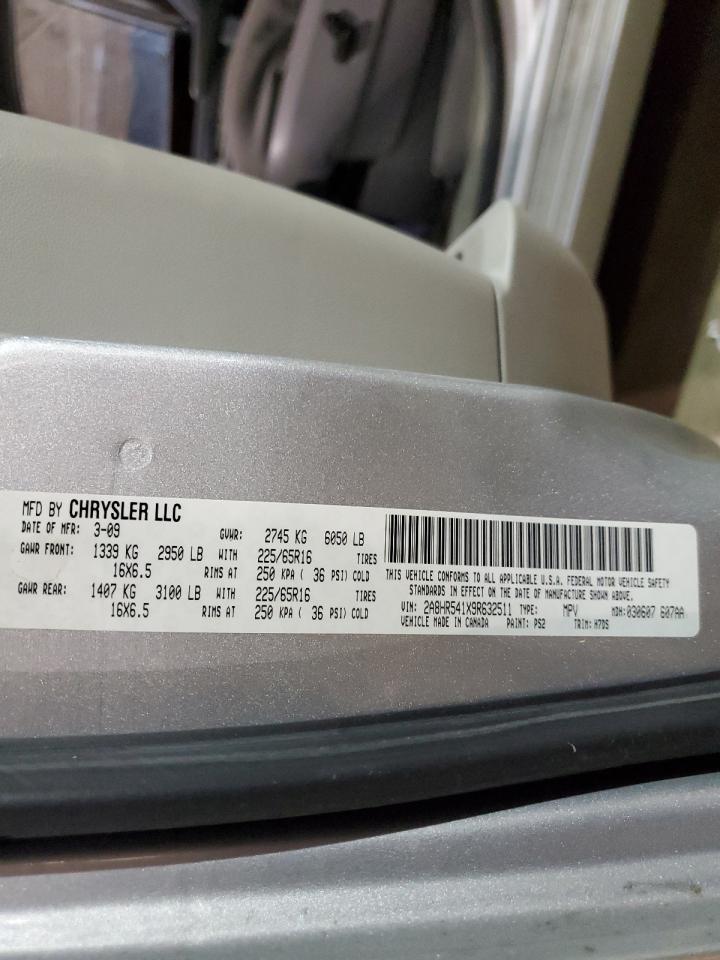 MFD BY CHRYSLER LLC
DATE OF MFR: 3-09 GVWR: 2745 KG 6050 LB
GAWR FRONT: 1339 KG 2950 LB WITH 225/65R16 TIRES
16X6.5 RIMS AT 250 KPA ( 36 PSI) COLD
GAWR REAR: 1407 KG 3100 LB WITH 225/65R16 TIRES
16X6.5 RIMS AT 250 KPA ( 36 PSI) COLD
THIS VEHICLE CONFORMS TO ALL APPLICABLE U.S.A. FEDERAL MOTOR VEHICLE SAFETY
STANDARDS IN EFFECT ON THE DATE OF MANUFACTURE SHOWN ABOVE.
VIN: 2A8HR541X9R632511 TYPE: MPV MDH: 030607 607AA
VEHICLE MADE IN CANADA PAINT: PS2 TRIM: H7DS